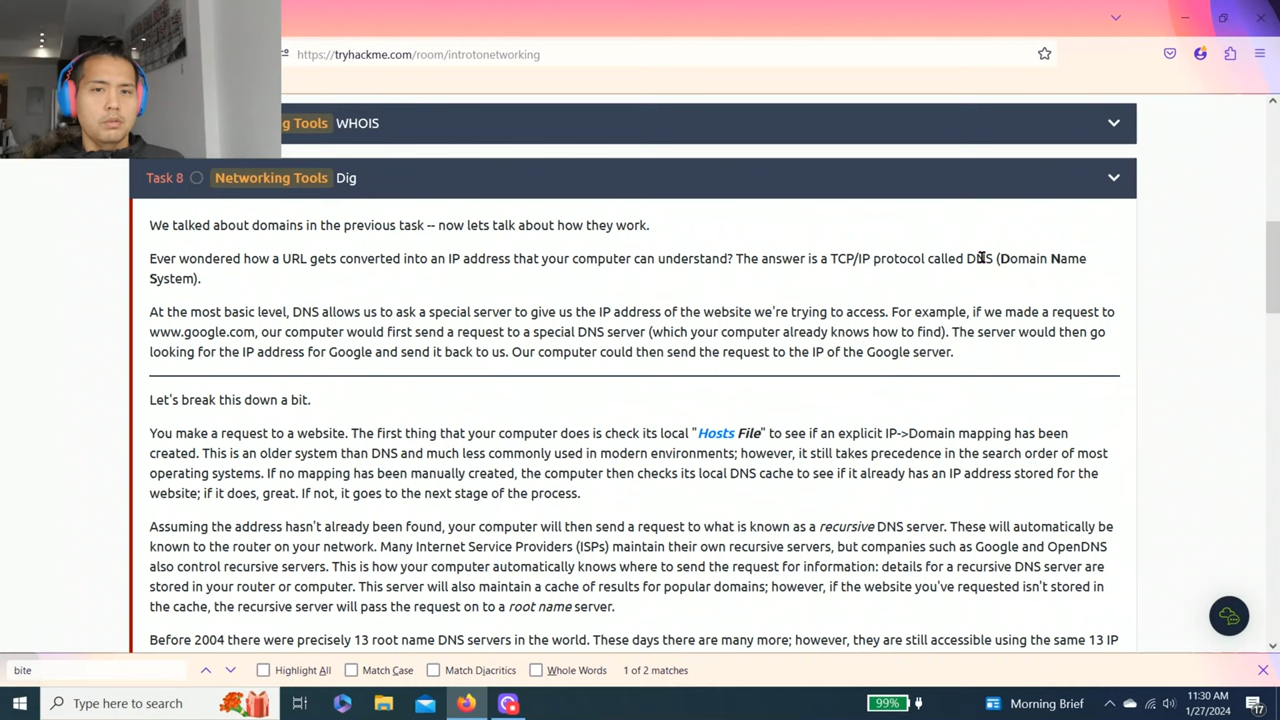 https://tryhackme.com/room/introtonetworking
g Tools WHOIS
Task 8 Networking Tools Dig
We talked about domains in the previous task -- now lets talk about how they work.
Ever wondered how a URL gets converted into an IP address that your computer can understand? The answer is a TCP/IP protocol called DNS (Domain Name
System).
At the most basic level, DNS allows us to ask a special server to give us the IP address of the website we're trying to access. For example, if we made a request to
www.google.com, our computer would first send a request to a special DNS server (which your computer already knows how to find). The server would then go
looking for the IP address for Google and send it back to us. Our computer could then send the request to the IP of the Google server.
Let's break this down a bit.
You make a request to a website. The first thing that your computer does is check its local "Hosts File" to see if an explicit IP->Domain mapping has been
created. This is an older system than DNS and much less commonly used in modern environments; however, it still takes precedence in the search order of most
operating systems. If no mapping has been manually created, the computer then checks its local DNS cache to see if it already has an IP address stored for the
website; if it does, great. If not, it goes to the next stage of the process.
Assuming the address hasn't already been found, your computer will then send a request to what is known as a recursive DNS server. These will automatically be
known to the router on your network. Many Internet Service Providers (ISPs) maintain their own recursive servers, but companies such as Google and OpenDNS
also control recursive servers. This is how your computer automatically knows where to send the request for information: details for a recursive DNS server are
stored in your router or computer. This server will also maintain a cache of results for popular domains; however, if the website you've requested isn't stored in
the cache, the recursive server will pass the request on to a root name server.
Before 2004 there were precisely 13 root name DNS servers in the world. These days there are many more; however, they are still accessible using the same 13 IP
bite Highlight All Match Case Match Diacritics Whole Words 1 of 2 matches
Type here to search 99% Morning Brief 11:30 AM
1/27/2024 17